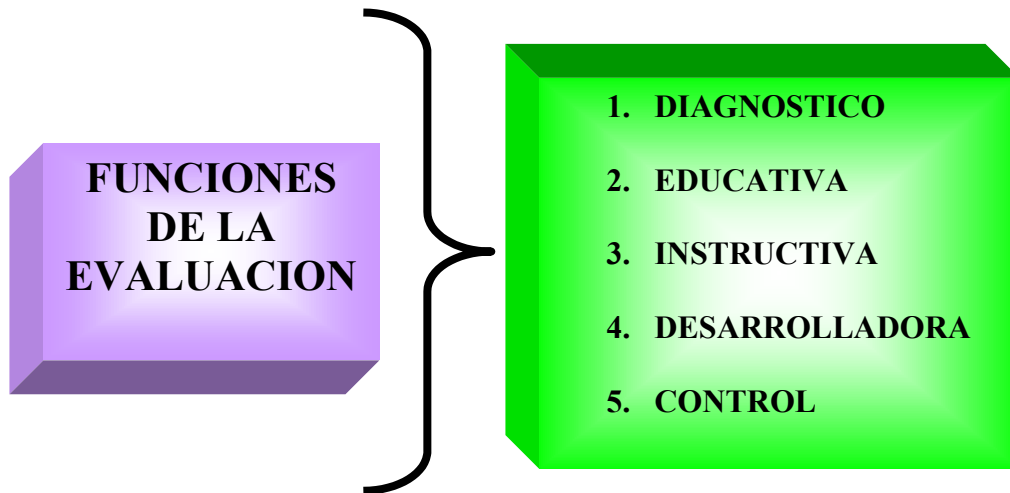 FUNCIONES
DE LA
EVALUACION
1. DIAGNOSTICO
2. EDUCATIVA
3. INSTRUCTIVA
4. DESARROLLADORA
5. CONTROL